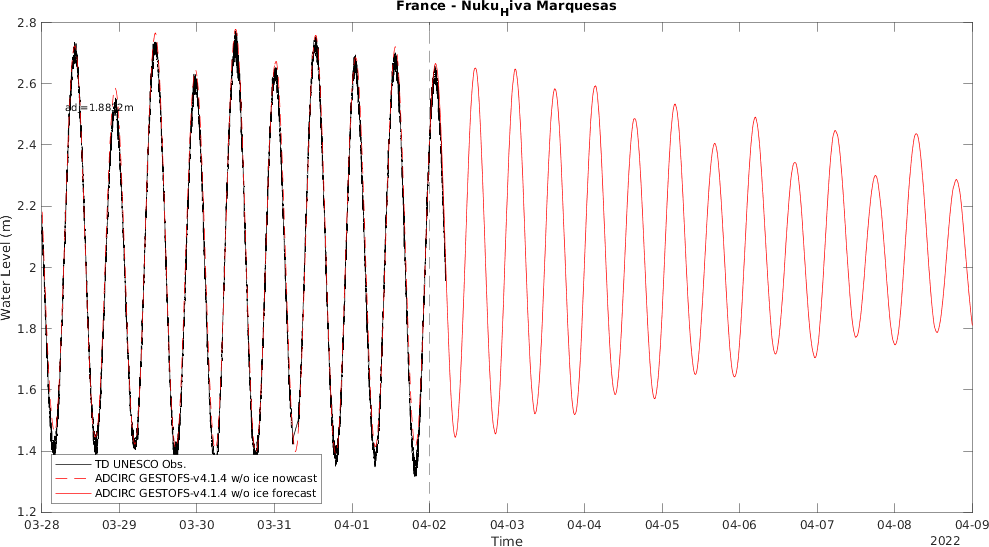 France - Nuku_Hiva Marquesas
2.8
2.6
2.4
2.2
2
1.8
1.6
1.4
1.2
Water Level (m)
TD UNESCO Obs.
ADCIRC GESTOFS-v4.1.4 w/o ice nowcast
ADCIRC GESTOFS-v4.1.4 w/o ice forecast
03-28 03-29 03-30 03-31 04-01 04-02 04-03 04-04 04-05 04-06 04-07 04-08 04-09
Time
2022